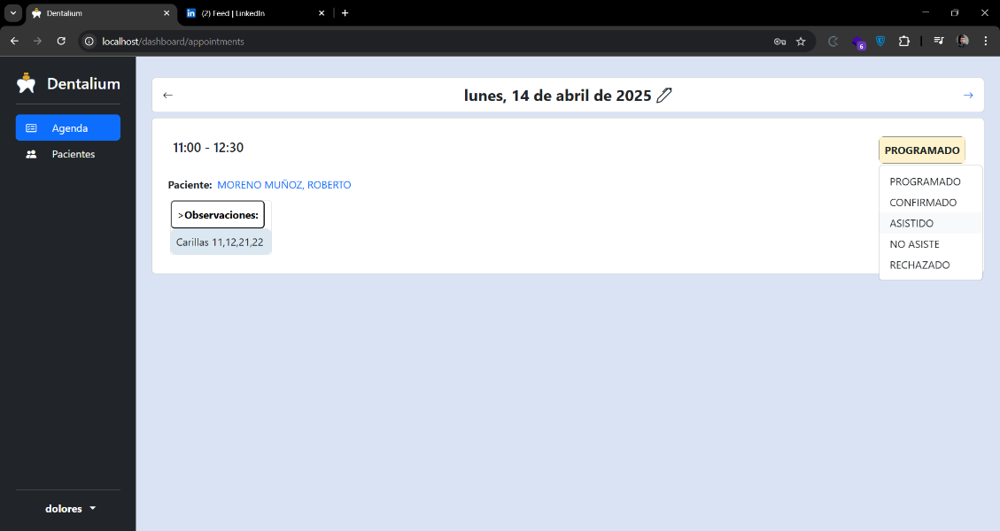 Dentalium
(2) Feed | LinkedIn
localhost/dashboard/appointments
6
Dentalium
Agenda
Pacientes
lunes, 14 de abril de 2025
11:00 - 12:30
PROGRAMADO
Paciente: MORENO MUÑOZ, ROBERTO
>Observaciones:
Carillas 11,12,21,22
PROGRAMADO
CONFIRMADO
ASISTIDO
NO ASISTE
RECHAZADO
dolores